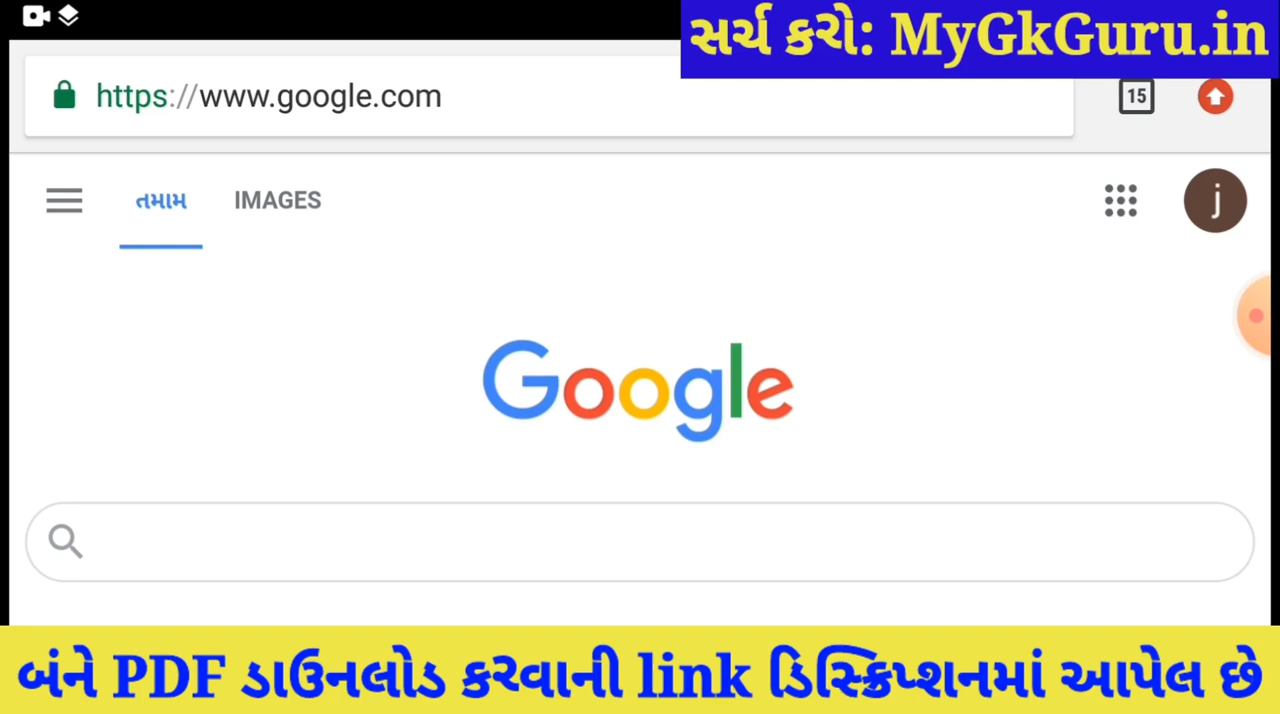 સર્ચ કરો: MyGkGuru.in
https://www.google.com
15
તમામ IMAGES
j
Google
બંને PDF ડાઉનલોડ કરવાની link ડિસ્ક્રિપ્શનમાં આપેલ છે